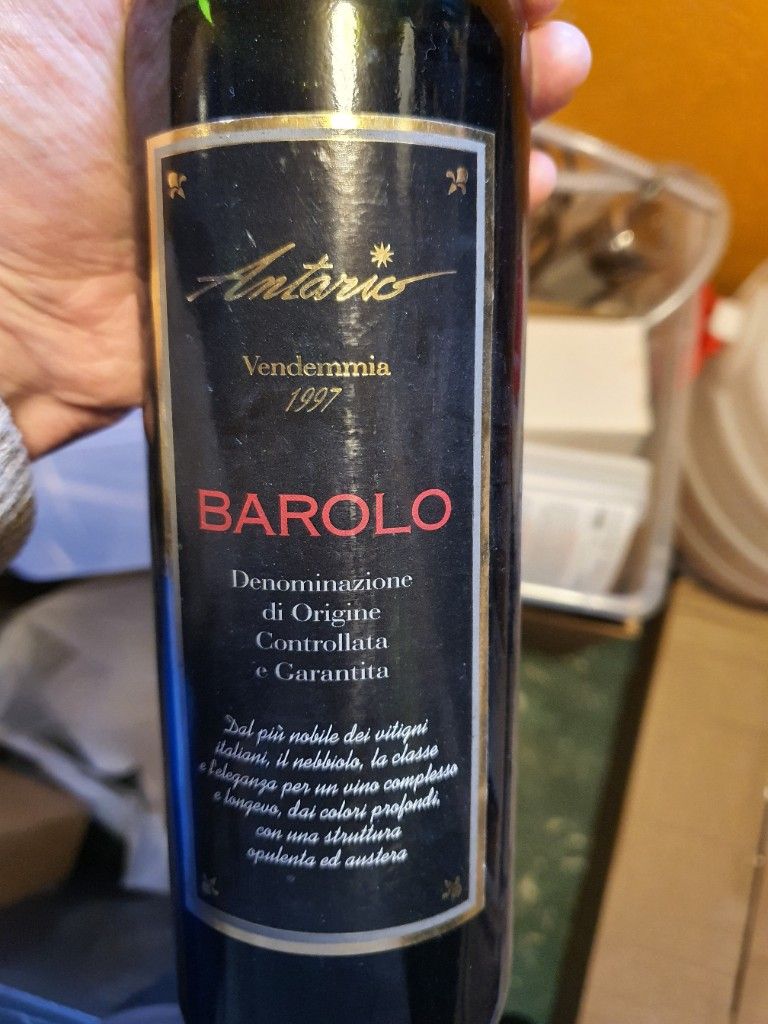 Antario
Vendemmia
1997
BAROLO
Denominazione
di Origine
Controllata
e Garantita
Dal più nobile dei vitigni
italiani, il nebbiolo, la classe
e l'eleganza per un vino complesso
e longevo, dai colori profondi,
con una struttura
opulenta ed austera